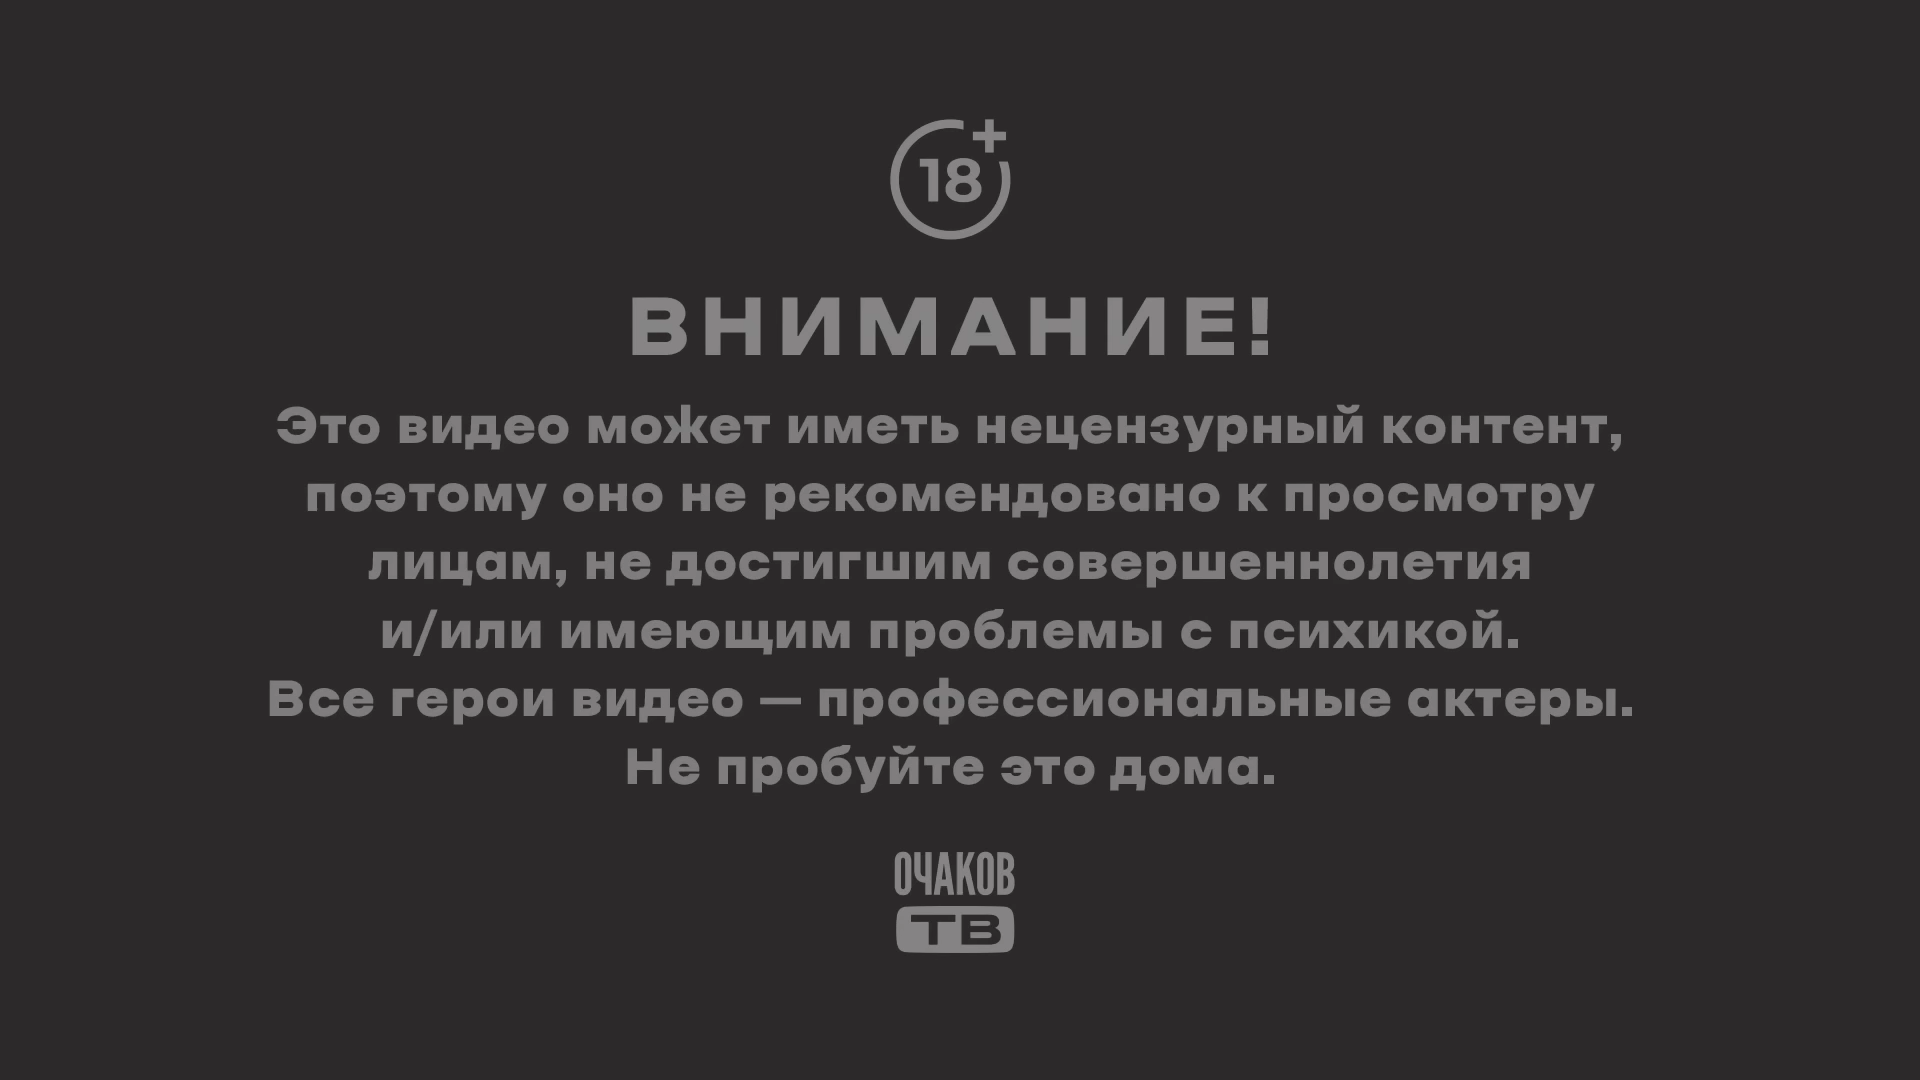 18+
ВНИМАНИЕ!
Это видео может иметь нецензурный контент,
поэтому оно не рекомендовано к просмотру
лицам, не достигшим совершеннолетия
и/или имеющим проблемы с психикой.
Все герои видео — профессиональные актеры.
Не пробуйте это дома.
ОЧАКОВ
ТВ